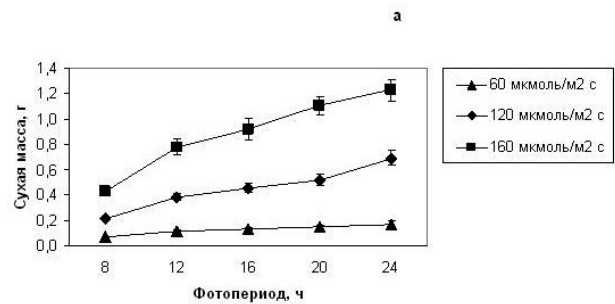 а
1,4
1,2
1,0
0,8
0,6
0,4
0,2
0,0
Сухая масса, г
8 12 16 20 24
Фотопериод, ч
60 мкмоль/м2 с
120 мкмоль/м2 с
160 мкмоль/м2 с